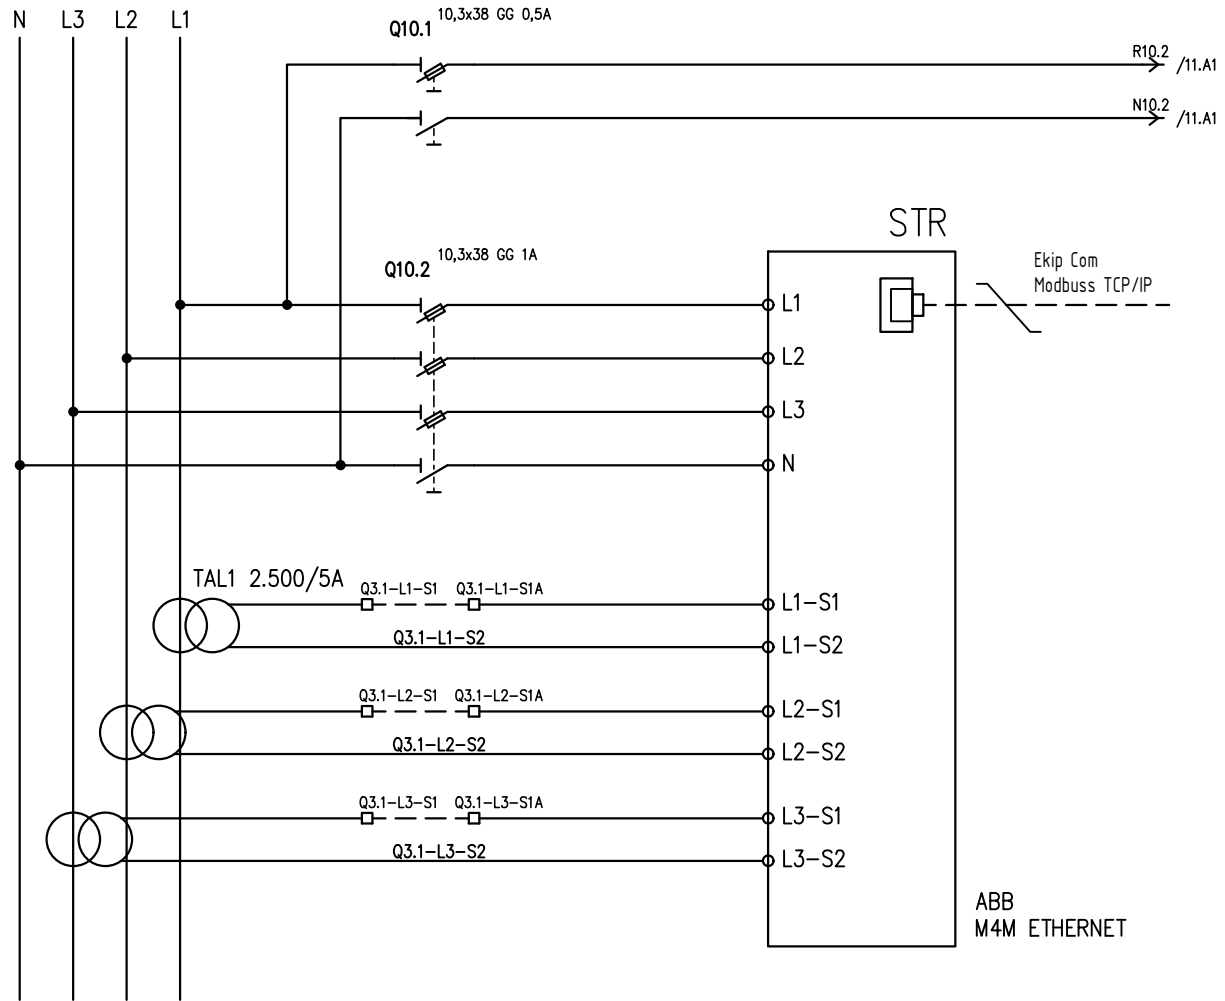 N L3 L2 L1
Q10.1 10,3x38 GG 0,5A
R10.2 /11.A1
N10.2 /11.A1
STR
Q10.2 10,3x38 GG 1A
Ekip Com
Modbuss TCP/IP
L1
L2
L3
N
TAL1 2.500/5A
Q3.1-L1-S1 Q3.1-L1-S1A
L1-S1
Q3.1-L1-S2
L1-S2
Q3.1-L2-S1 Q3.1-L2-S1A
L2-S1
Q3.1-L2-S2
L2-S2
Q3.1-L3-S1 Q3.1-L3-S1A
L3-S1
Q3.1-L3-S2
L3-S2
ABB
M4M ETHERNET